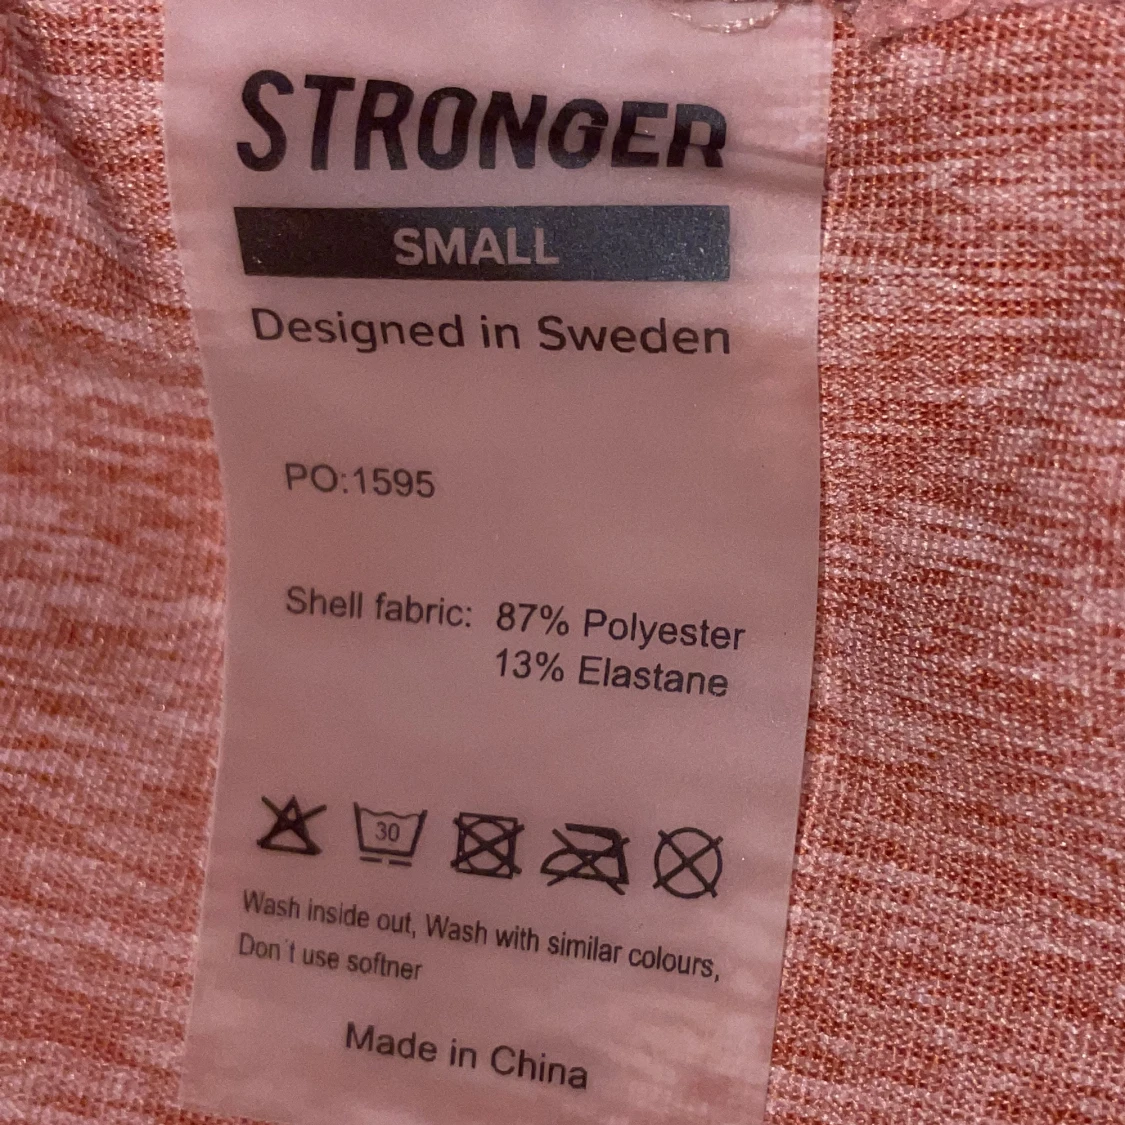 STRONGER
SMALL
Designed in Sweden
PO:1595
Shell fabric: 87% Polyester
13% Elastane
30
Wash inside out, Wash with similar colours,
Don´t use softner
Made in China